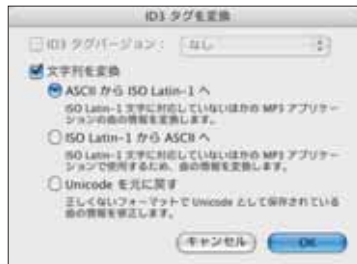 ID3 タグを変換
ID3 タグバージョン： なし
文字列を変換
ASCII から ISO Latin-1 へ
ISO Latin-1 文字に対応していないほかの MP3 アプリケー
ションの曲の情報を変換します。
ISO Latin-1 から ASCII へ
ISO Latin-1 文字に対応していないほかの MP3 アプリケー
ションで使用するため、曲の情報を変換します。
Unicode を元に戻す
正しくないフォーマットで Unicode として保存されている
曲の情報を修正します。
キャンセル OK